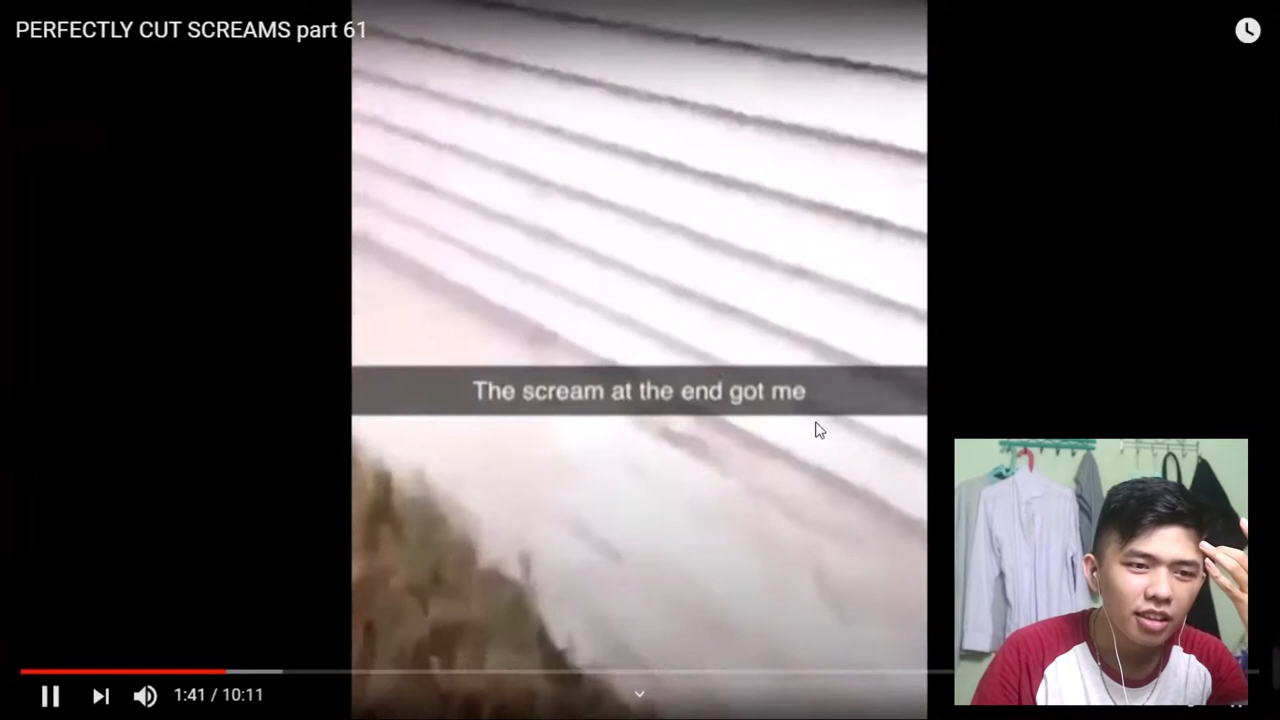 PERFECTLY CUT SCREAMS part 61
The scream at the end got me
1:41 / 10:11